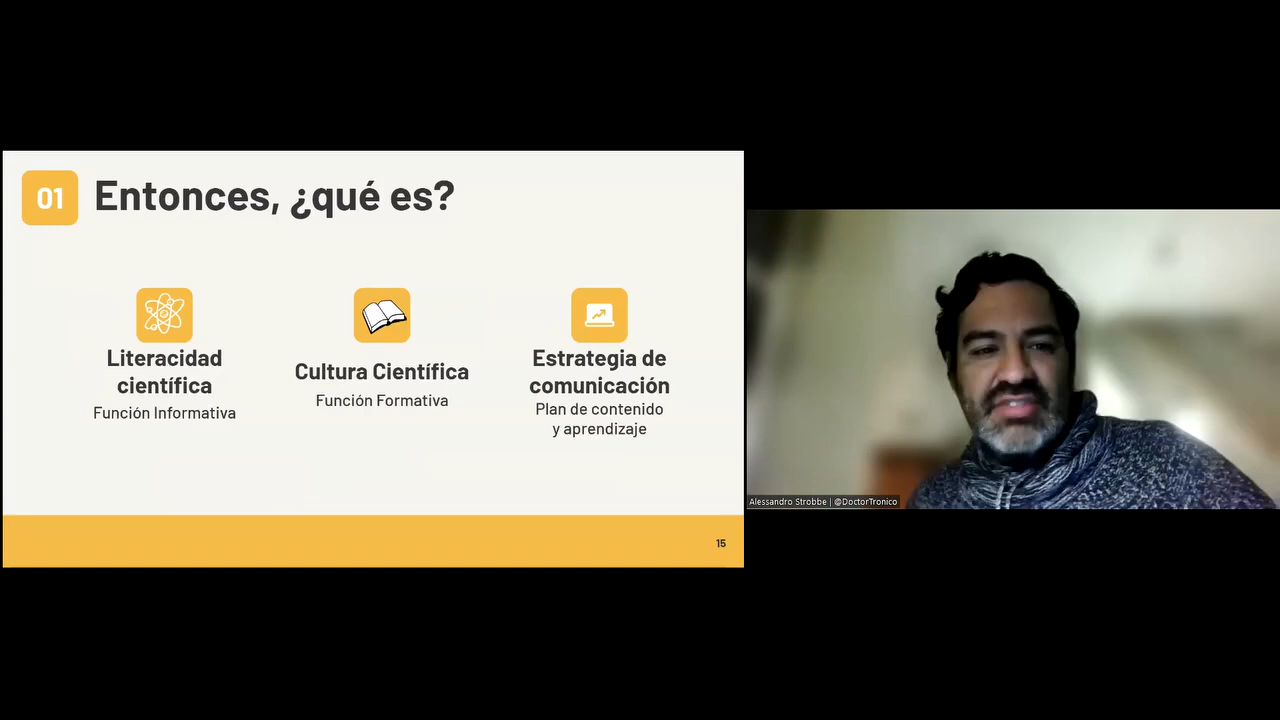 01 Entonces, ¿qué es?
Literacidad
científica
Función Informativa
Cultura Científica
Función Formativa
Estrategia de
comunicación
Plan de contenido
y aprendizaje
15
Alessandro Strobbe | @DoctorTronico